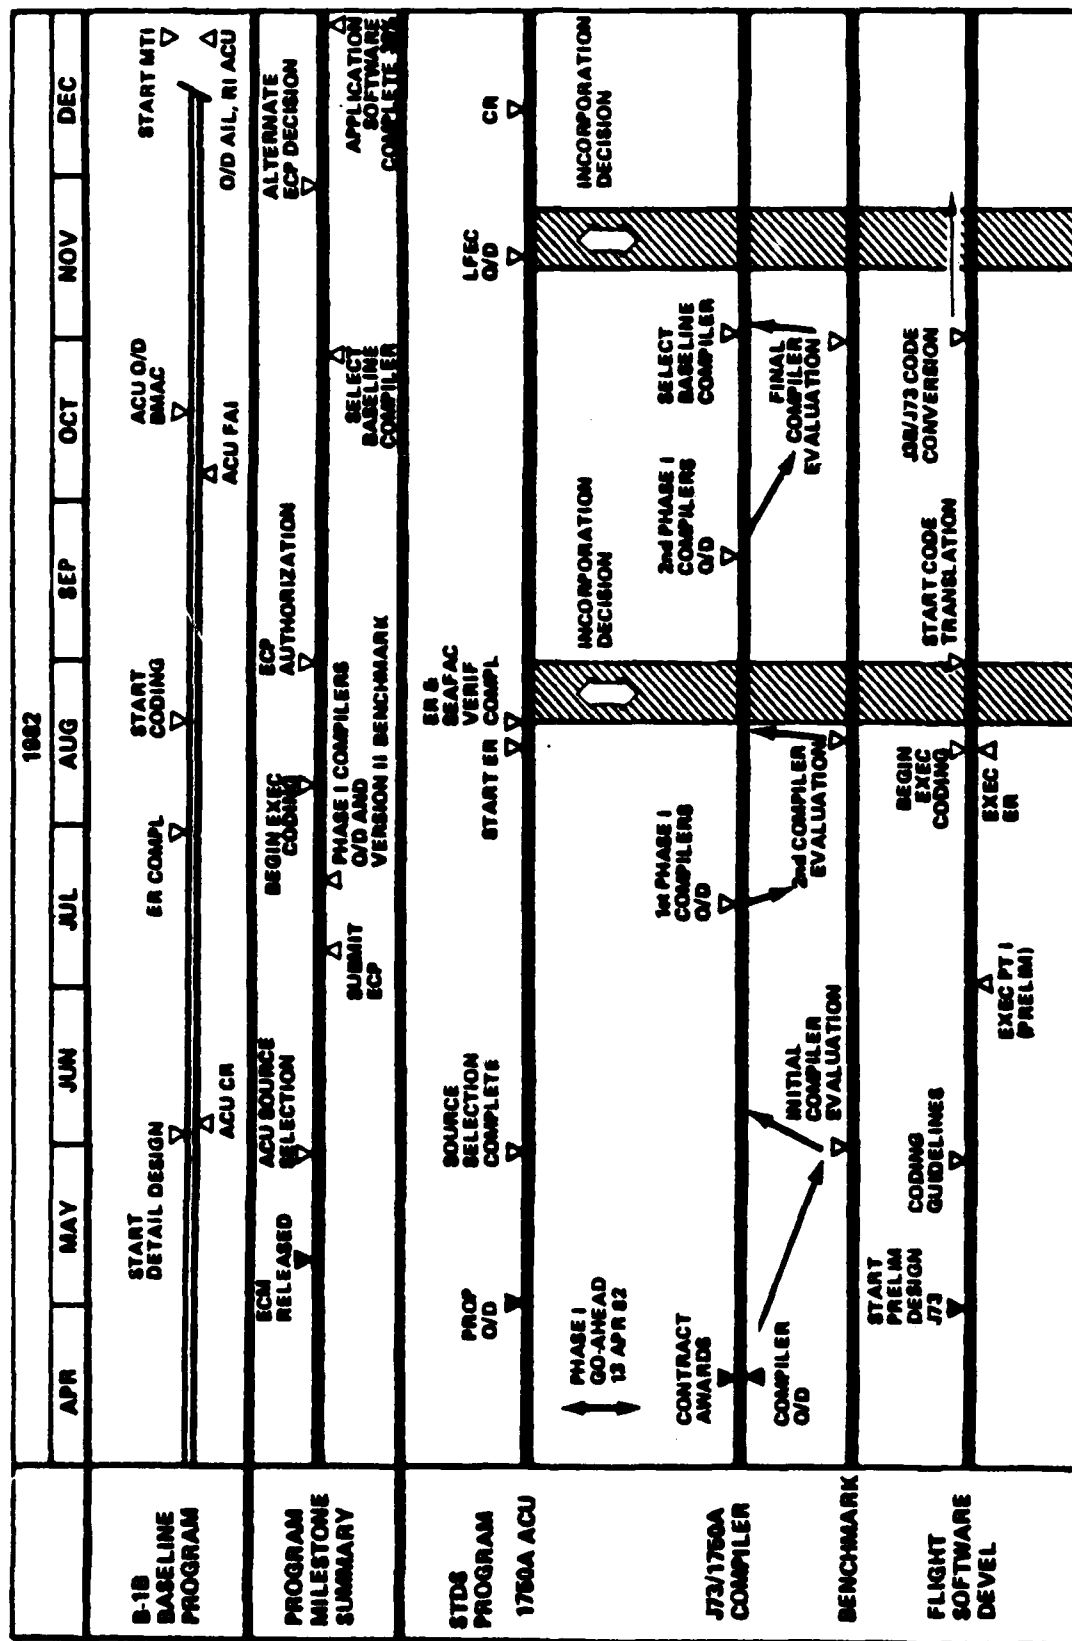 1982
APR
MAY
JUN
JUL
AUG
SEP
OCT
NOV
DEC
B-1B
BASELINE
PROGRAM
START
DETAIL DESIGN
ACU CR
ER COMPL
START
CODING
ACU FAI
ACU O/D
BMAC
START MTI
O/D AIL, RI ACU
PROGRAM
MILESTONE
SUMMARY
ECM
RELEASED
ACU SOURCE
SELECTION
SUBMIT
ECP
BEGIN EXEC
CODING
PHASE I COMPILERS
O/D AND
VERSION II BENCHMARK
ECP
AUTHORIZATION
SELECT
BASELINE
COMPILER
ALTERNATE
ECP DECISION
APPLICATION
SOFTWARE
COMPLETE
STDS
PROGRAM
1750A ACU
PROP
O/D
SOURCE
SELECTION
COMPLETE
START ER
ER &
SEAFAC
VERIF
COMPL
LFEC
O/D
CR
PHASE I
GO-AHEAD
13 APR 82
INCORPORATION
DECISION
INCORPORATION
DECISION
J73/1750A
COMPILER
CONTRACT
AWARDS
1st PHASE I
COMPILERS
O/D
2nd PHASE I
COMPILERS
O/D
SELECT
BASELINE
COMPILER
COMPILER
O/D
INITIAL
COMPILER
EVALUATION
2nd COMPILER
EVALUATION
FINAL
COMPILER
EVALUATION
BENCHMARK
FLIGHT
SOFTWARE
DEVEL
START
PRELIM
DESIGN
J73
CODING
GUIDELINES
EXEC PT I
(PRELIM)
BEGIN
EXEC
CODING
EXEC
ER
START CODE
TRANSLATION
J3B/J73 CODE
CONVERSION